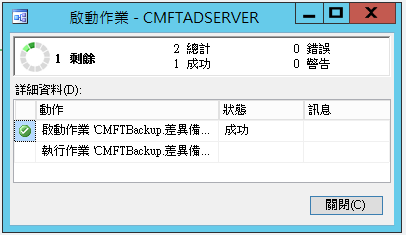 啟動作業 - CMFTADSERVER
1 剩餘 2 總計 0 錯誤
1 成功 0 警告
詳細資料(D):
動作 狀態 訊息
啟動作業 'CMFTBackup.差異備... 成功
執行作業 'CMFTBackup.差異備...
關閉(C)